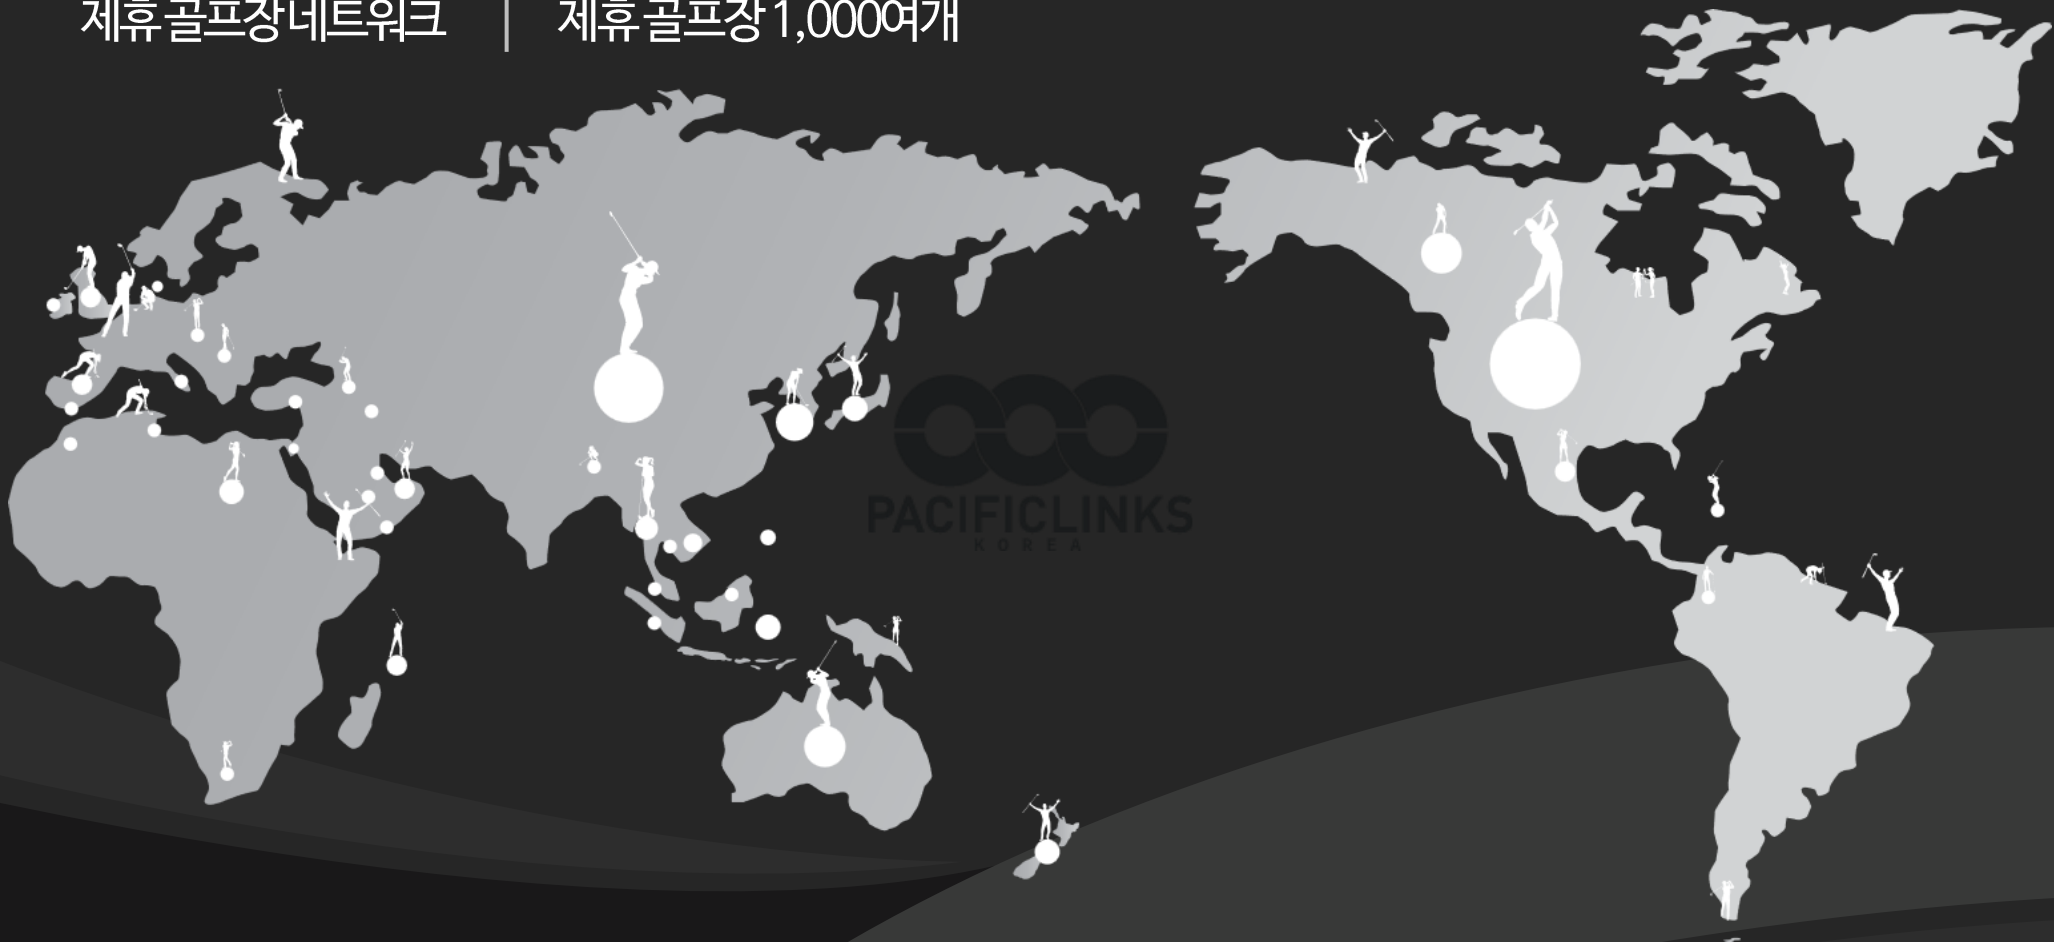 제휴 골프장 네트워크 | 제휴 골프장 1,000여개
PACIFICLINKS
KOREA